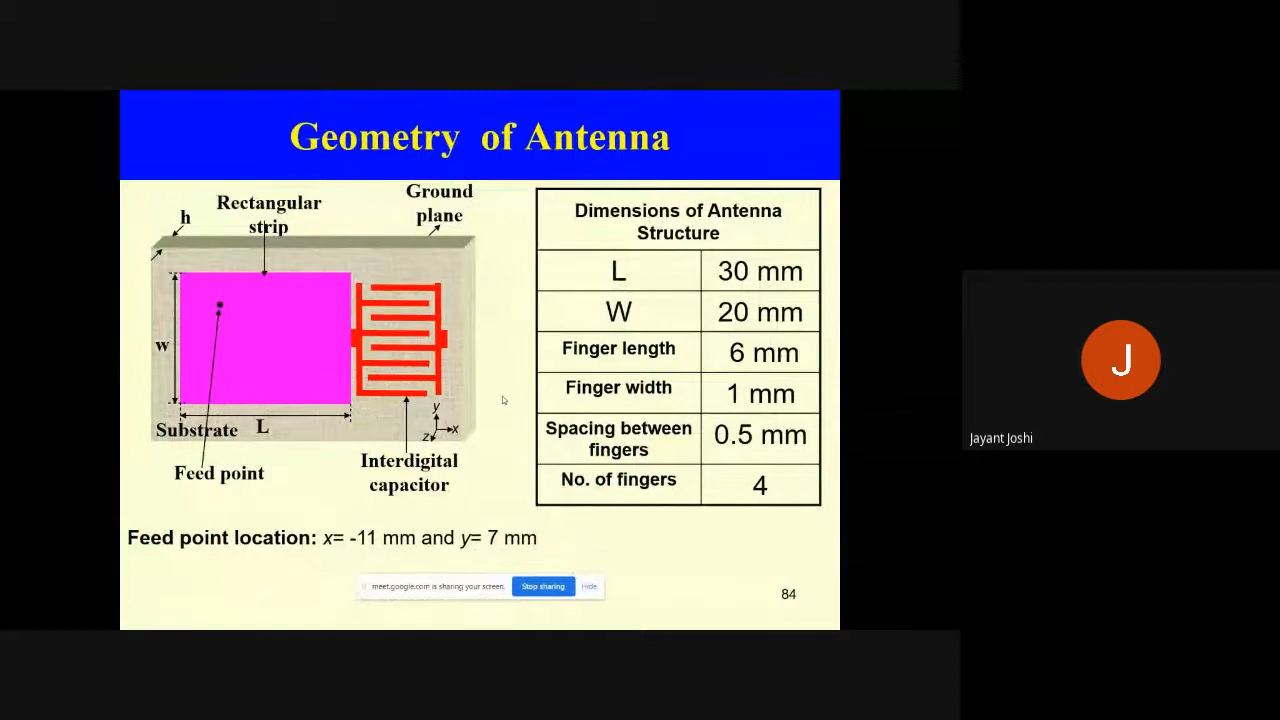 Geometry of Antenna
Rectangular
strip
Ground
plane
h
w
L
Substrate
Feed point
y
x
z
Interdigital
capacitor
Dimensions of Antenna
Structure
L 30 mm
W 20 mm
Finger length 6 mm
Finger width 1 mm
Spacing between
fingers 0.5 mm
No. of fingers 4
Feed point location: x= -11 mm and y= 7 mm
meet.google.com is sharing your screen. Stop sharing Hide
84
J
Jayant Joshi